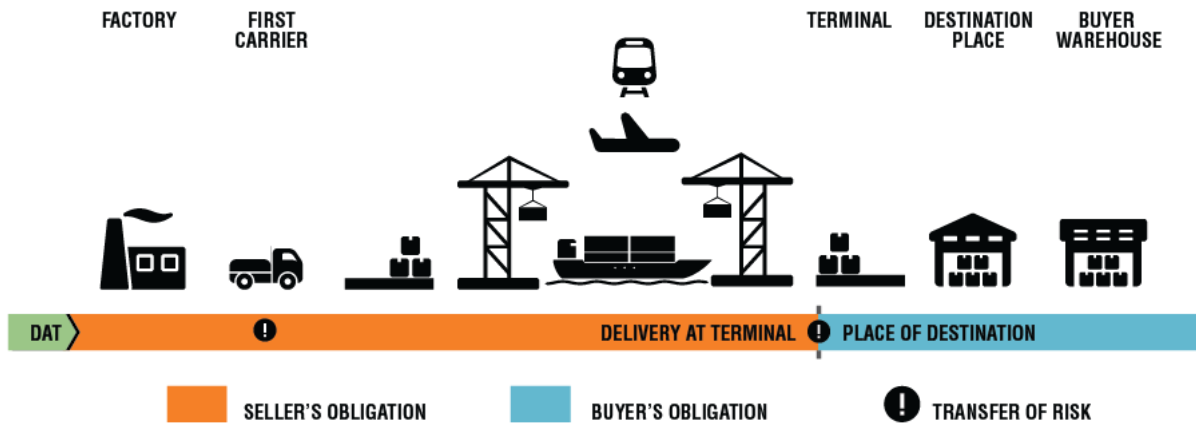 FACTORY
FIRST
CARRIER
TERMINAL
DESTINATION
PLACE
BUYER
WAREHOUSE
DAT
DELIVERY AT TERMINAL
PLACE OF DESTINATION
SELLER'S OBLIGATION
BUYER'S OBLIGATION
TRANSFER OF RISK